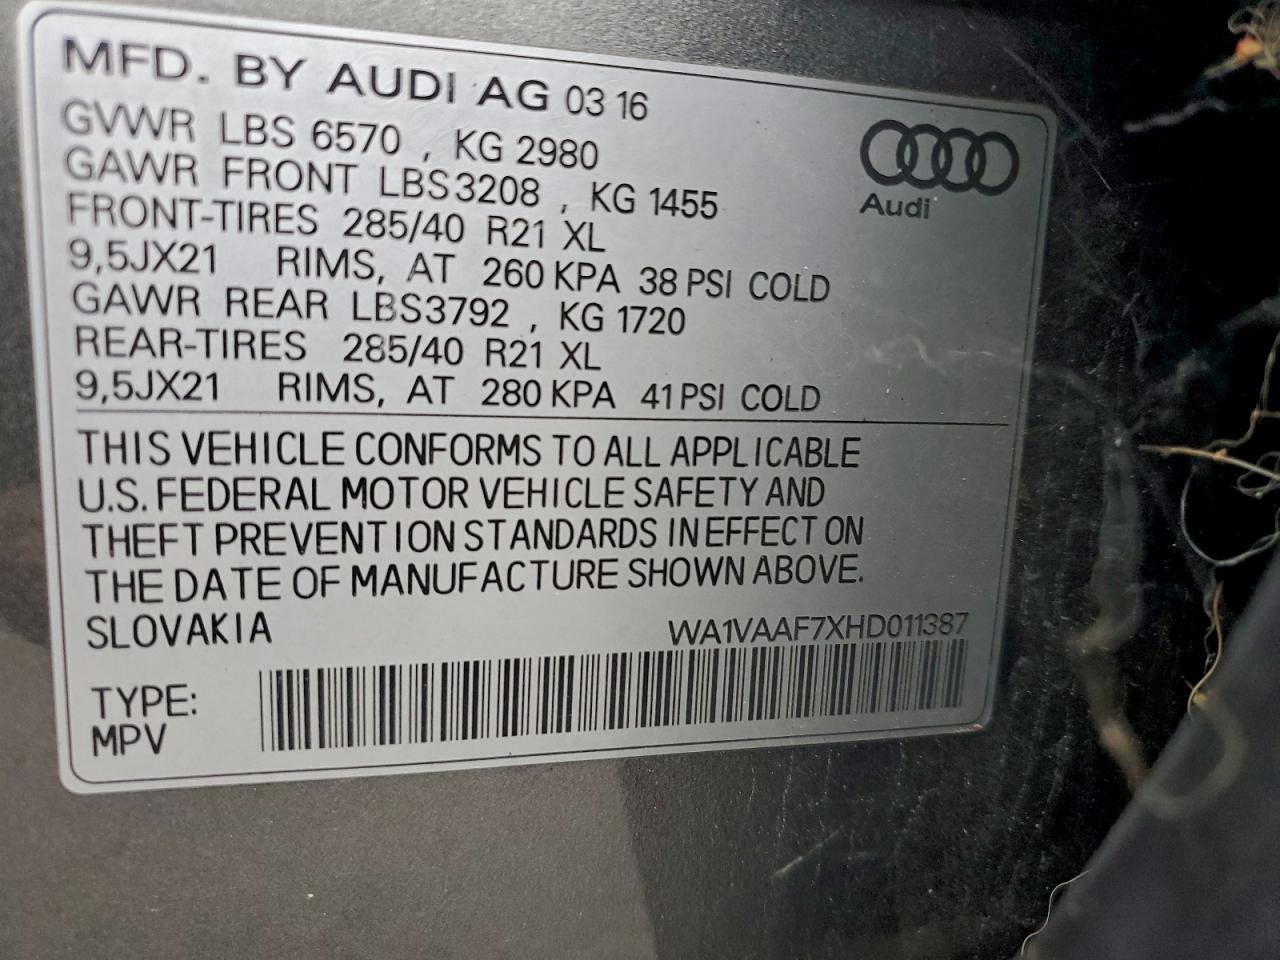 MFD. BY AUDI AG 03 16
GVWR LBS 6570 , KG 2980
GAWR FRONT LBS3208 , KG 1455
FRONT-TIRES 285/40 R21 XL
9,5JX21 RIMS, AT 260 KPA 38 PSI COLD
GAWR REAR LBS3792 , KG 1720
REAR-TIRES 285/40 R21 XL
9,5JX21 RIMS, AT 280 KPA 41 PSI COLD
Audi
THIS VEHICLE CONFORMS TO ALL APPLICABLE
U.S. FEDERAL MOTOR VEHICLE SAFETY AND
THEFT PREVENTION STANDARDS IN EFFECT ON
THE DATE OF MANUFACTURE SHOWN ABOVE.
SLOVAKIA WA1VAAF7XHD011387
TYPE:
MPV